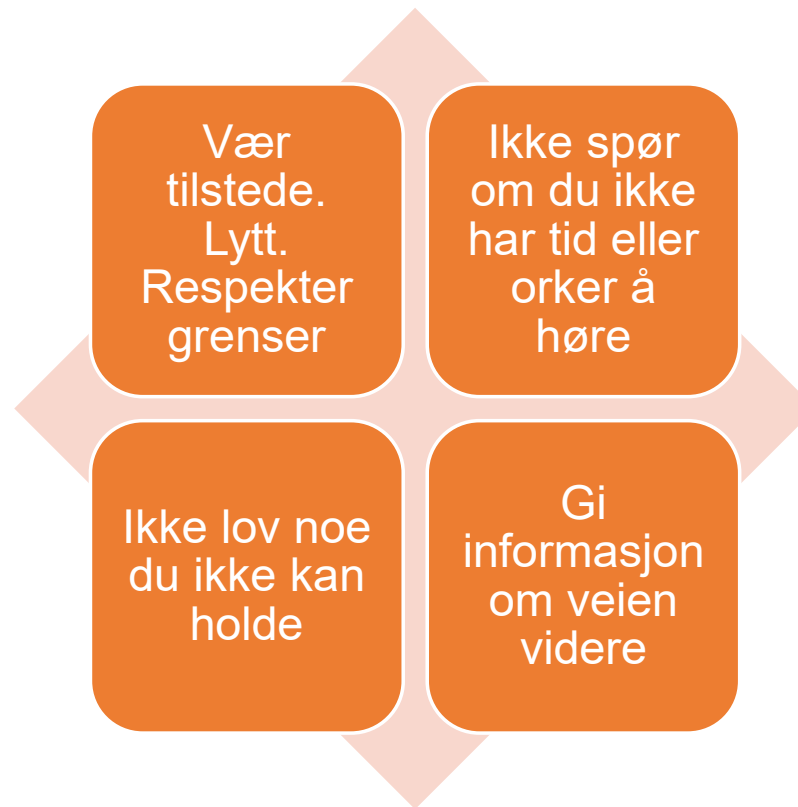 Vær
tilstede.
Lytt.
Respekter
grenser
Ikke spør
om du ikke
har tid eller
orker å
høre
Ikke lov noe
du ikke kan
holde
Gi
informasjon
om veien
videre